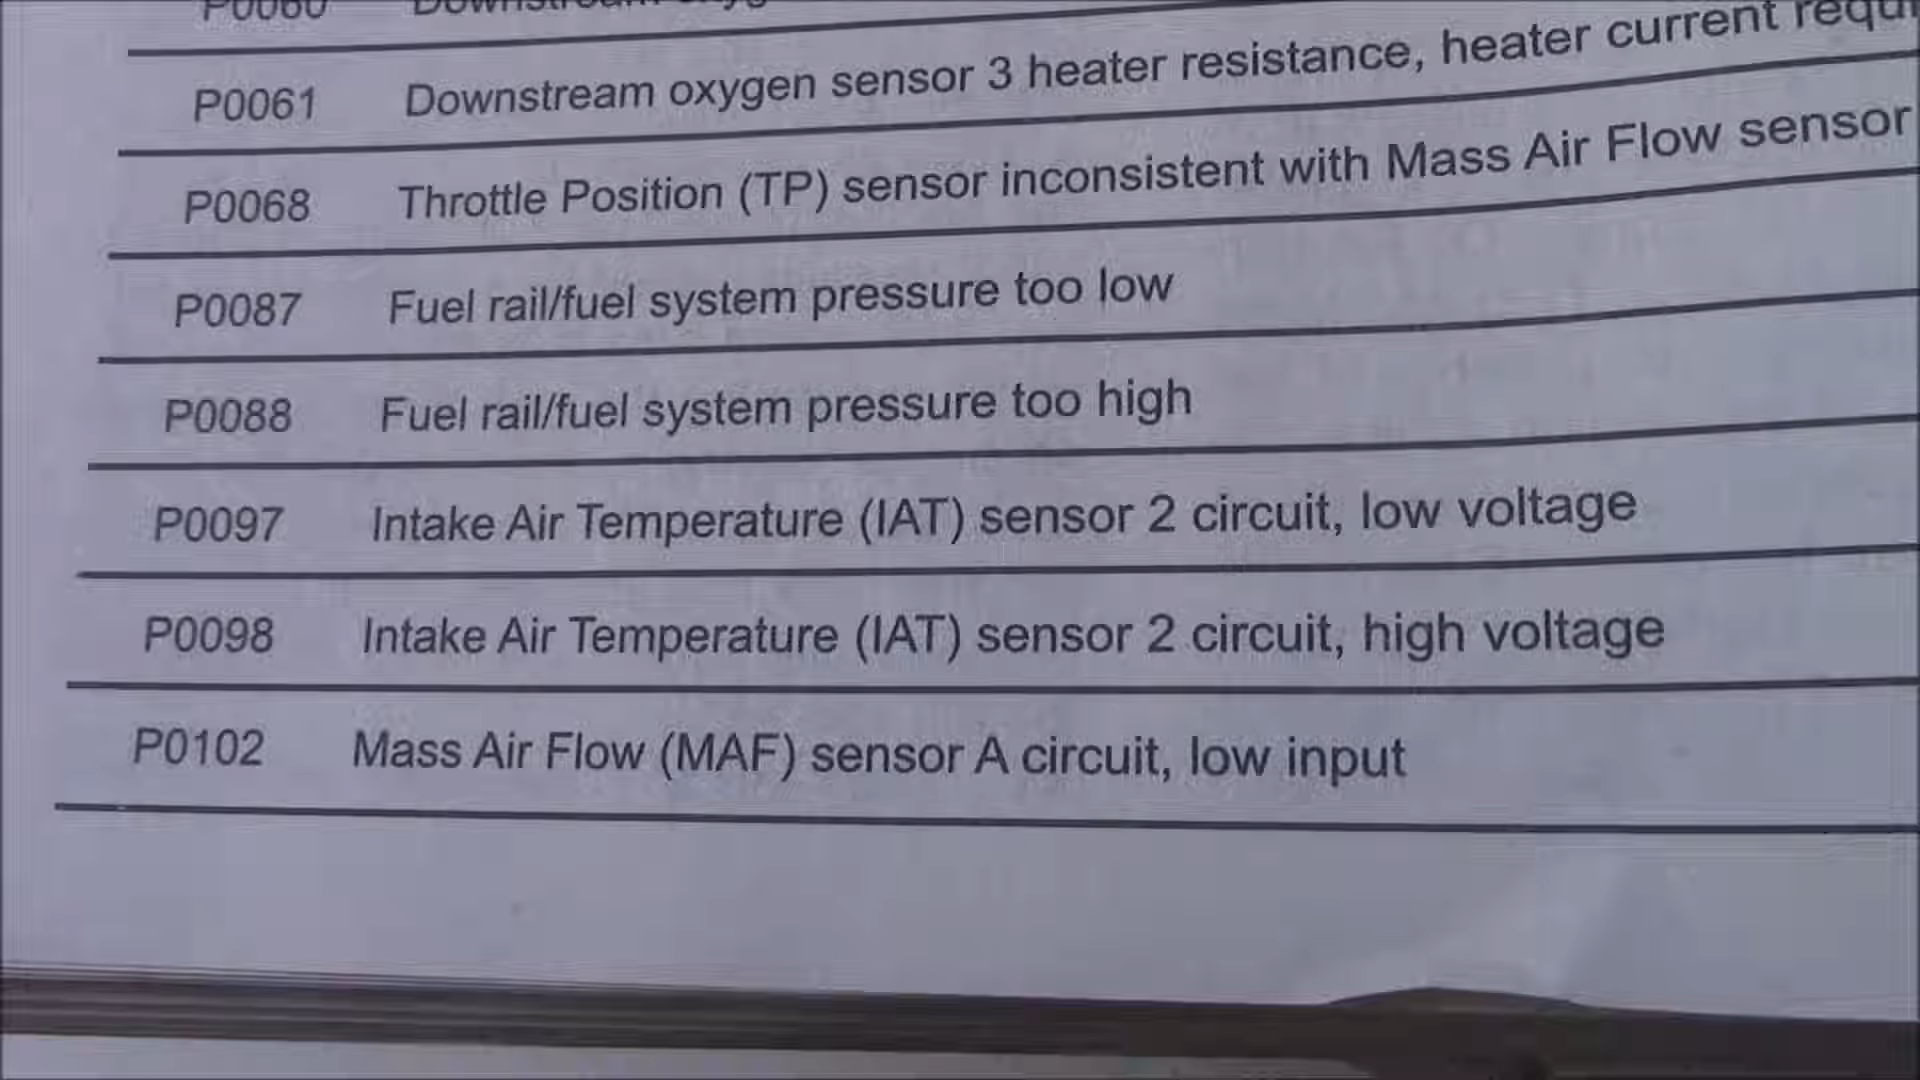 P0060 Downstream
P0061 Downstream oxygen sensor 3 heater resistance, heater current
P0068 Throttle Position (TP) sensor inconsistent with Mass Air Flow sensor
P0087 Fuel rail/fuel system pressure too low
P0088 Fuel rail/fuel system pressure too high
P0097 Intake Air Temperature (IAT) sensor 2 circuit, low voltage
P0098 Intake Air Temperature (IAT) sensor 2 circuit, high voltage
P0102 Mass Air Flow (MAF) sensor A circuit, low input